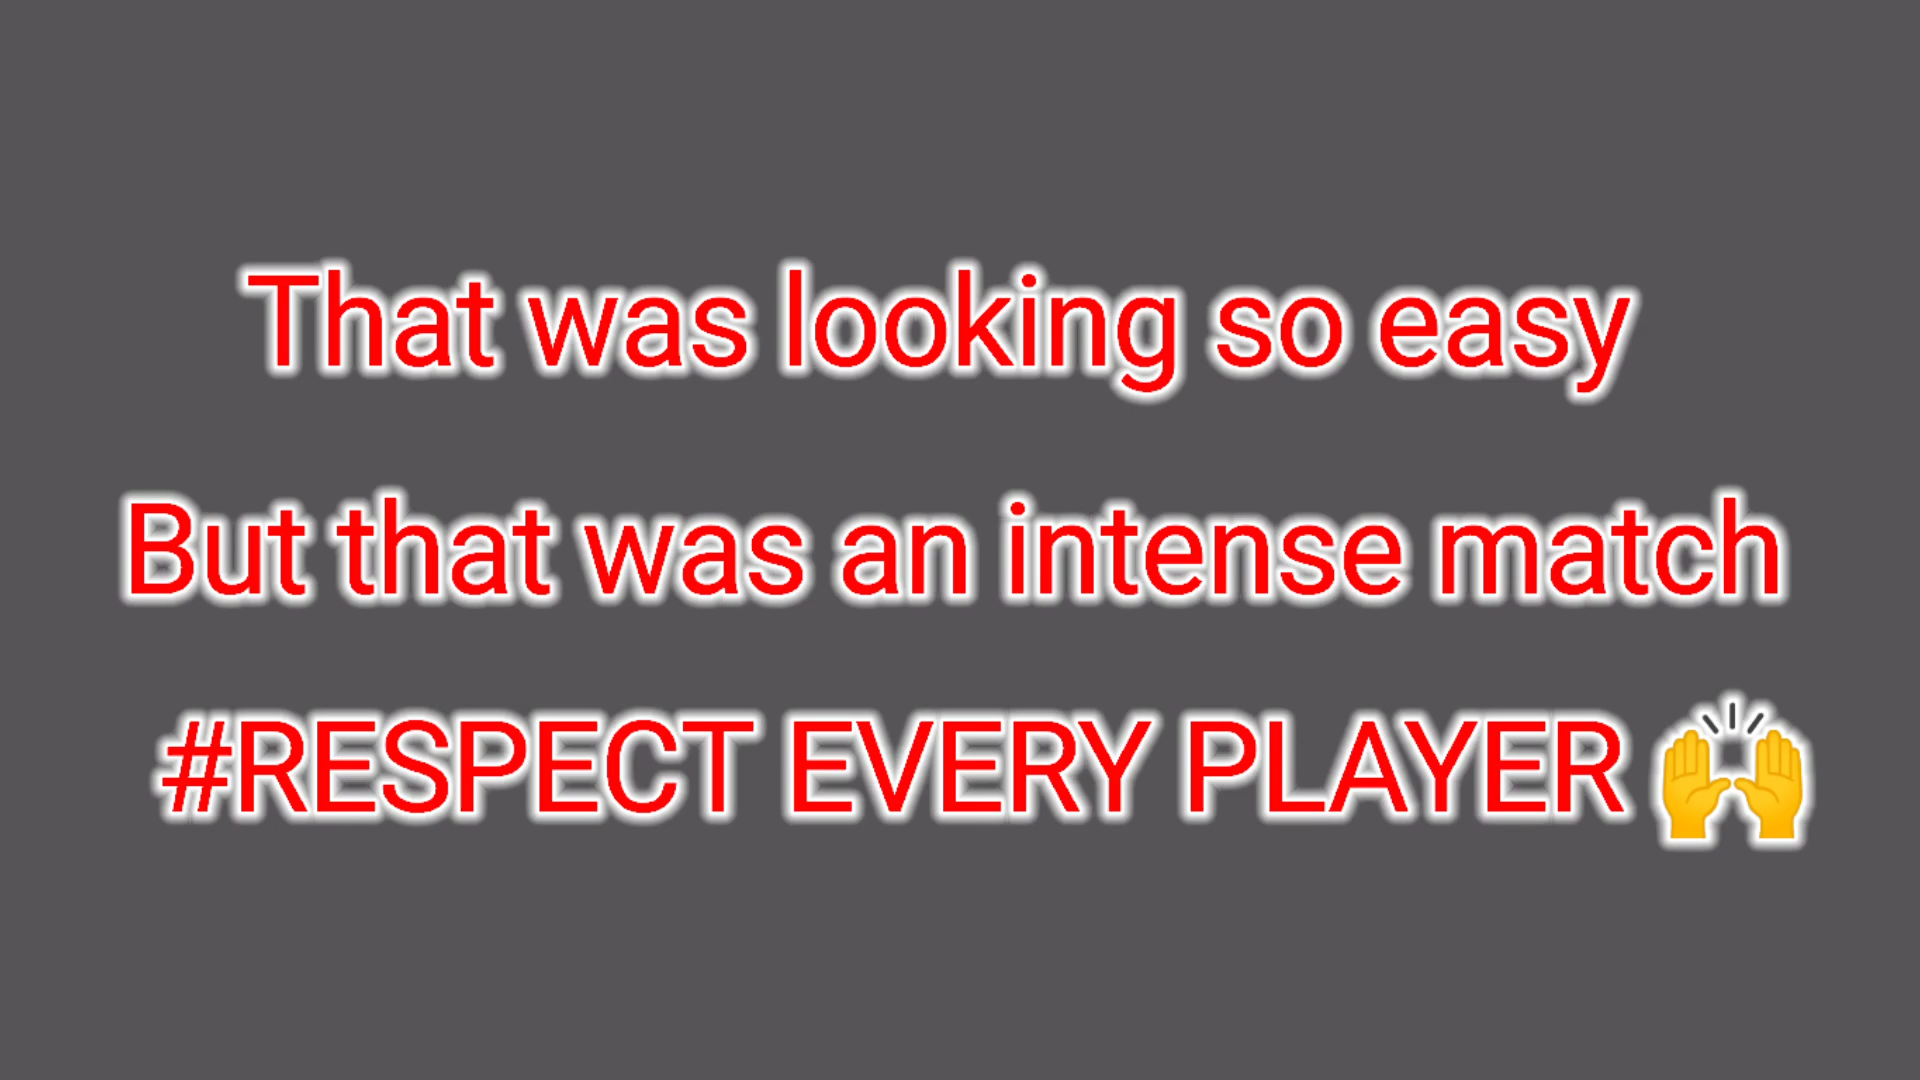 That was looking so easy
But that was an intense match
#RESPECT EVERY PLAYER 🙌